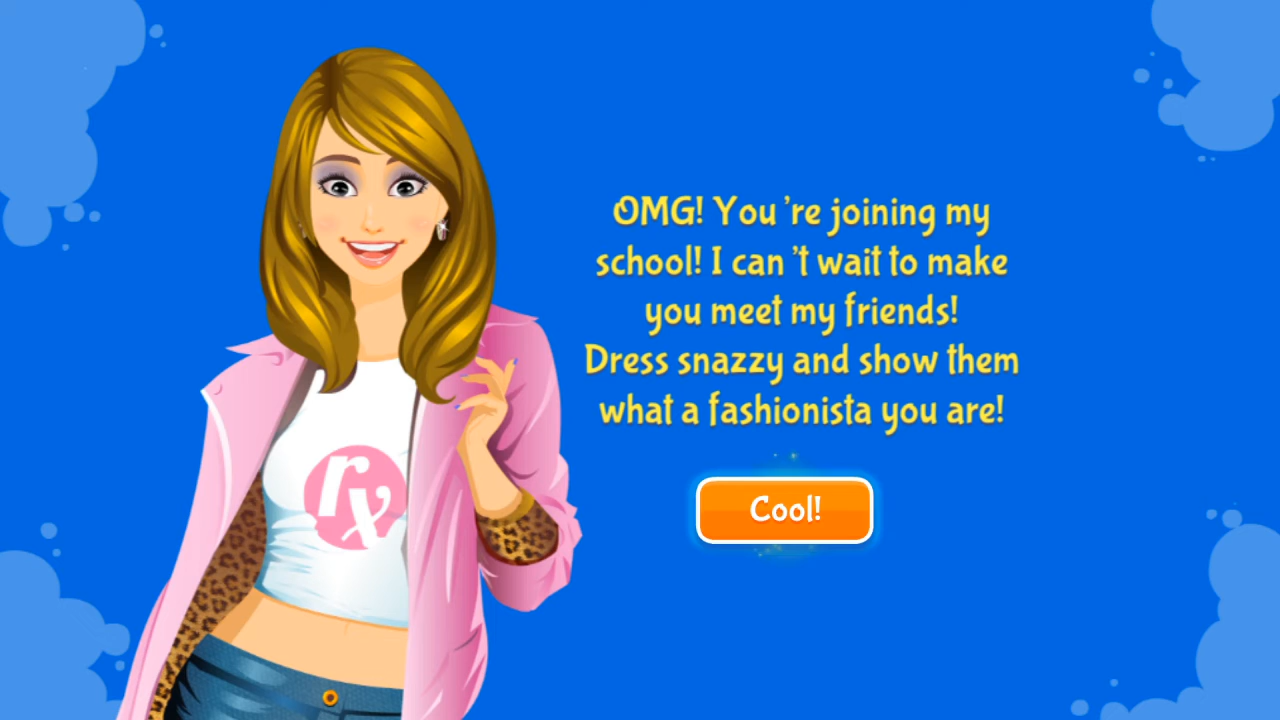 OMG! You 're joining my
school! I can 't wait to make
you meet my friends!
Dress snazzy and show them
what a fashionista you are!
Cool!
rx